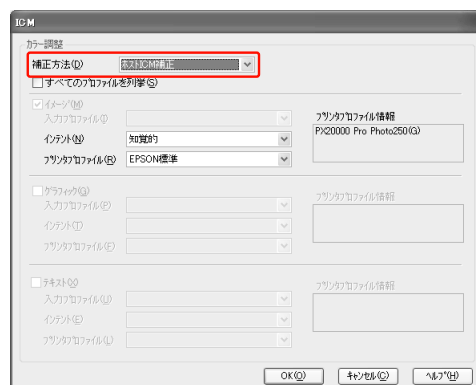 ICM
カラー調整
補正方法(D) ホストICM補正
すべてのプロファイルを列挙(S)
イメージ(M)
入力プロファイル(I)
プリンタプロファイル情報
インテント(N) 知覚的
PX20000 Pro Photo250(G)
プリンタプロファイル(R) EPSON標準
グラフィック(G)
入力プロファイル(P)
プリンタプロファイル情報
インテント(T)
プリンタプロファイル(F)
テキスト(X)
入力プロファイル(U)
プリンタプロファイル情報
インテント(E)
プリンタプロファイル(L)
OK(O) キャンセル(C) ヘルプ(H)